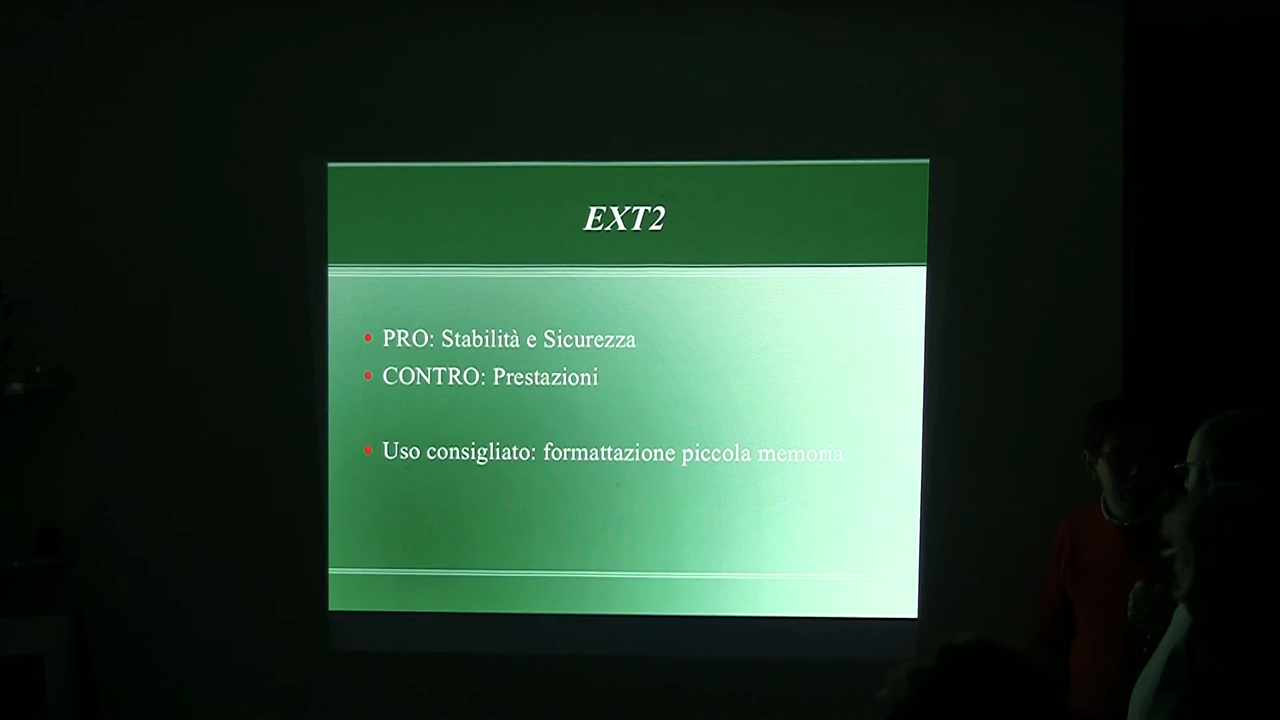 EXT2
PRO: Stabilità e Sicurezza
CONTRO: Prestazioni
Uso consigliato: formattazione piccola memoria